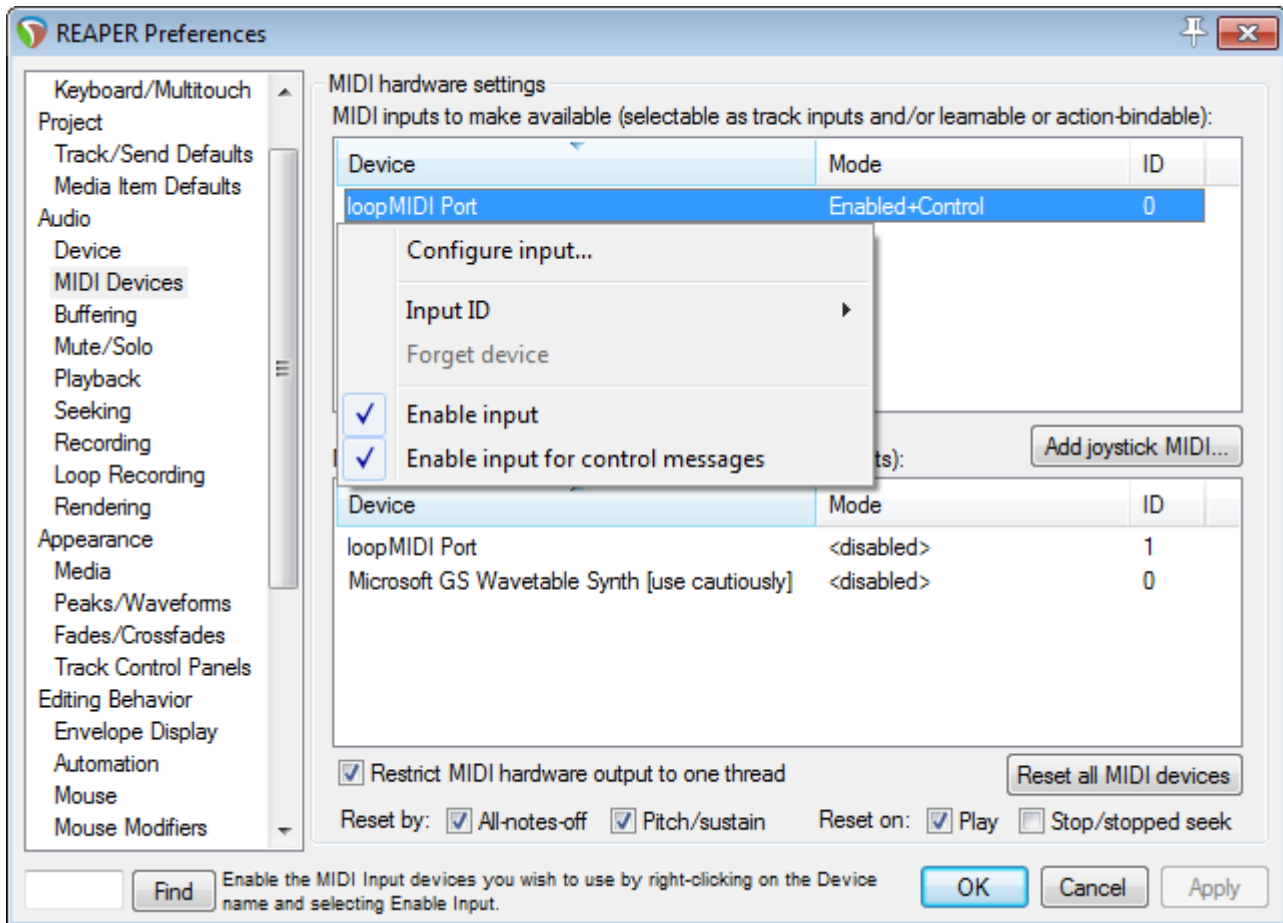 REAPER Preferences
Keyboard/Multitouch
Project
Track/Send Defaults
Media Item Defaults
Audio
Device
MIDI Devices
Buffering
Mute/Solo
Playback
Seeking
Recording
Loop Recording
Rendering
Appearance
Media
Peaks/Waveforms
Fades/Crossfades
Track Control Panels
Editing Behavior
Envelope Display
Automation
Mouse
Mouse Modifiers
MIDI hardware settings
MIDI inputs to make available (selectable as track inputs and/or learnable or action-bindable):
Device Mode ID
loopMIDI Port Enabled+Control 0
Configure input...
Input ID
Forget device
Enable input
Enable input for control messages
ts):
Add joystick MIDI...
Device Mode ID
loopMIDI Port <disabled> 1
Microsoft GS Wavetable Synth [use cautiously] <disabled> 0
Restrict MIDI hardware output to one thread
Reset all MIDI devices
Reset by: All-notes-off Pitch/sustain Reset on: Play Stop/stopped seek
Find
Enable the MIDI Input devices you wish to use by right-clicking on the Device
name and selecting Enable Input.
OK Cancel Apply